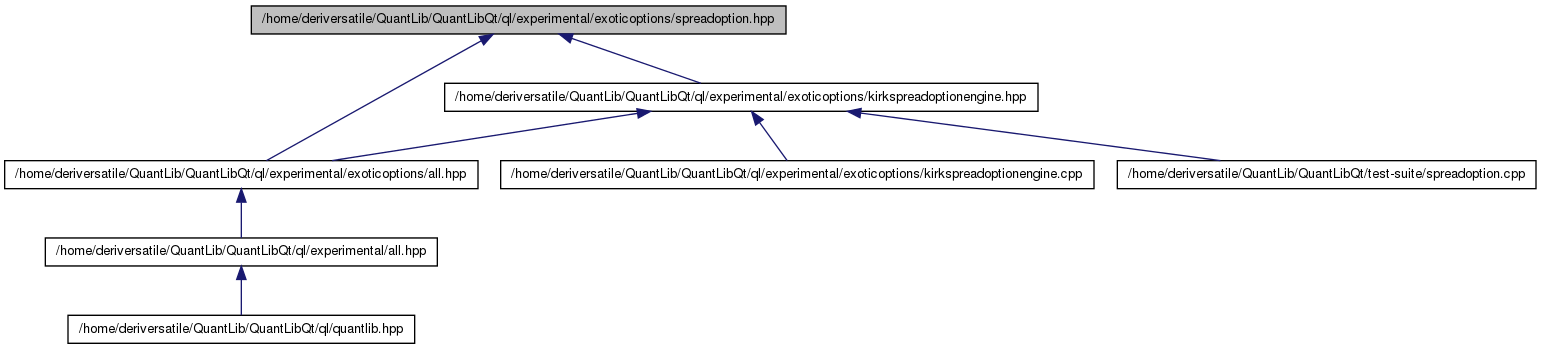 /home/deriversatile/QuantLib/QuantLibQt/ql/experimental/exoticoptions/spreadoption.hpp
/home/deriversatile/QuantLib/QuantLibQt/ql/experimental/exoticoptions/kirkspreadoptionengine.hpp
/home/deriversatile/QuantLib/QuantLibQt/ql/experimental/exoticoptions/all.hpp
/home/deriversatile/QuantLib/QuantLibQt/ql/experimental/exoticoptions/kirkspreadoptionengine.cpp
/home/deriversatile/QuantLib/QuantLibQt/test-suite/spreadoption.cpp
/home/deriversatile/QuantLib/QuantLibQt/ql/experimental/all.hpp
/home/deriversatile/QuantLib/QuantLibQt/ql/quantlib.hpp